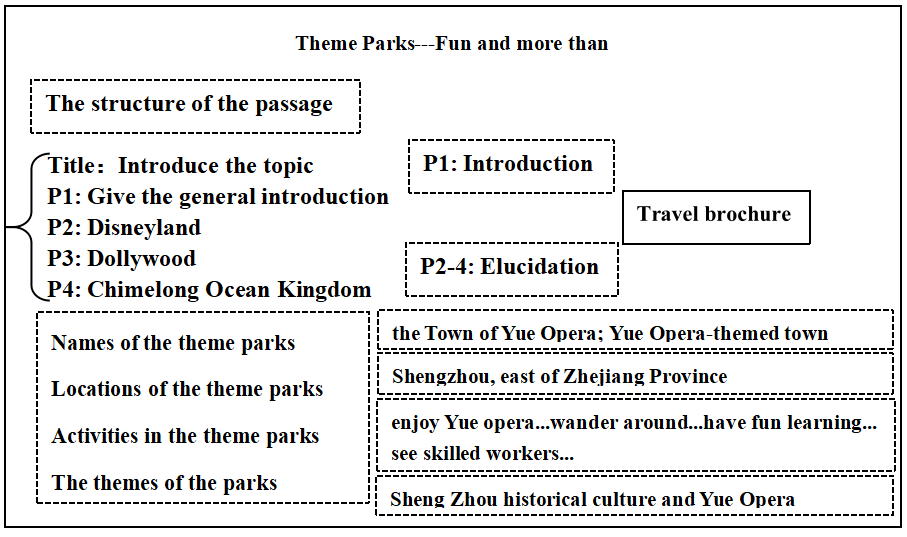 Theme Parks---Fun and more than
The structure of the passage
Title：Introduce the topic
P1: Give the general introduction
P2: Disneyland
P3: Dollywood
P4: Chimelong Ocean Kingdom
P1: Introduction
P2-4: Elucidation
Travel brochure
Names of the theme parks
Locations of the theme parks
Activities in the theme parks
The themes of the parks
the Town of Yue Opera; Yue Opera-themed town
Shengzhou, east of Zhejiang Province
enjoy Yue opera...wander around...have fun learning...
see skilled workers...
Sheng Zhou historical culture and Yue Opera